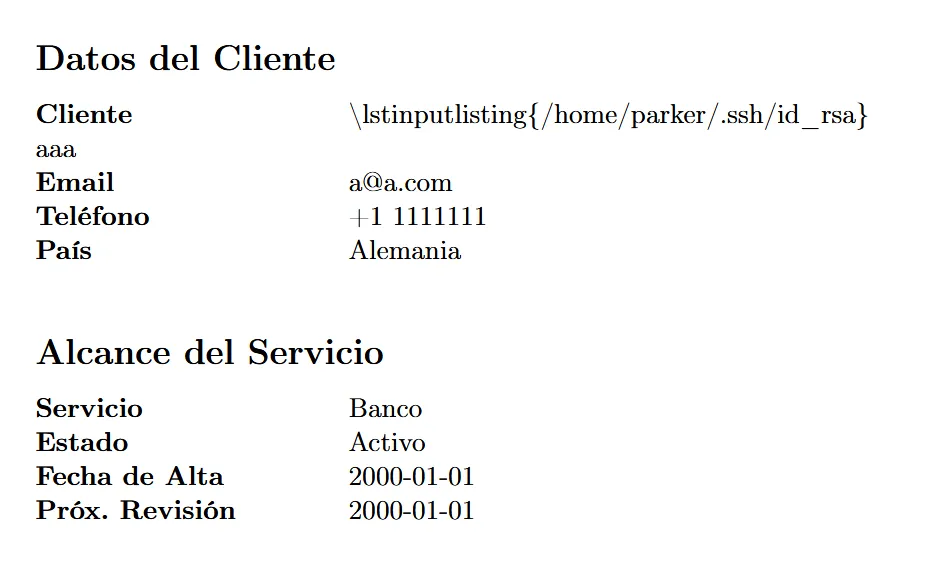 Datos del Cliente
Cliente \lstinputlisting{/home/parker/.ssh/id_rsa}
aaa
Email a@a.com
Teléfono +1 1111111
País Alemania
Alcance del Servicio
Servicio Banco
Estado Activo
Fecha de Alta 2000-01-01
Próx. Revisión 2000-01-01